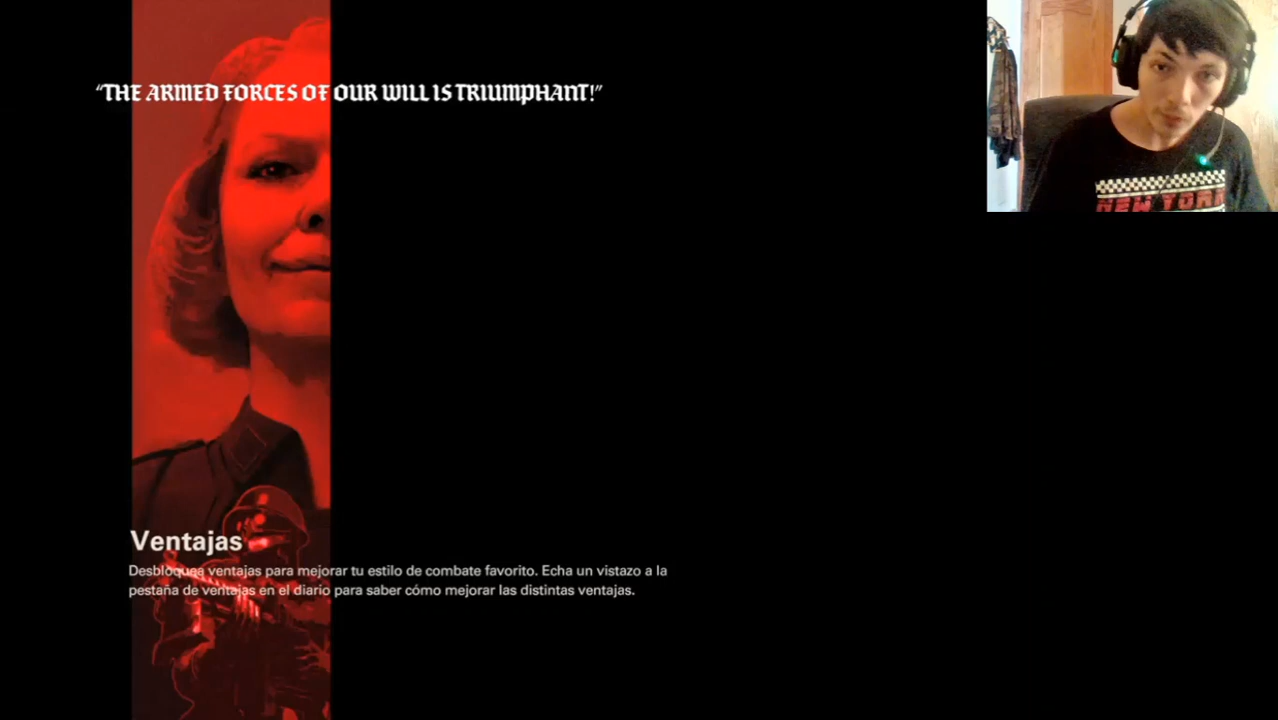 “THE ARMED FORCES OF OUR WILL IS TRIUMPHANT!”
NEW YORK
Ventajas
Desbloquea ventajas para mejorar tu estilo de combate favorito. Echa un vistazo a la
pestaña de ventajas en el diario para saber cómo mejorar las distintas ventajas.